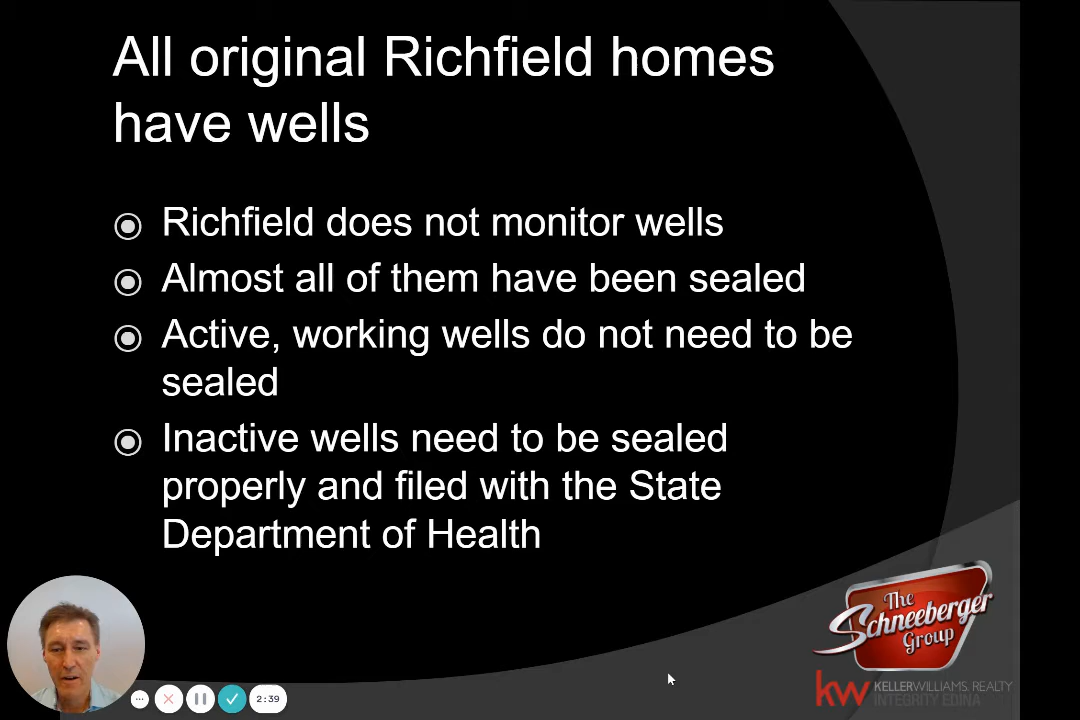 All original Richfield homes
have wells
Richfield does not monitor wells
Almost all of them have been sealed
Active, working wells do not need to be
sealed
Inactive wells need to be sealed
properly and filed with the State
Department of Health
The
Schneeberger
Group
kw KELLERWILLIAMS. REALTY
INTEGRITY EDINA
2:39